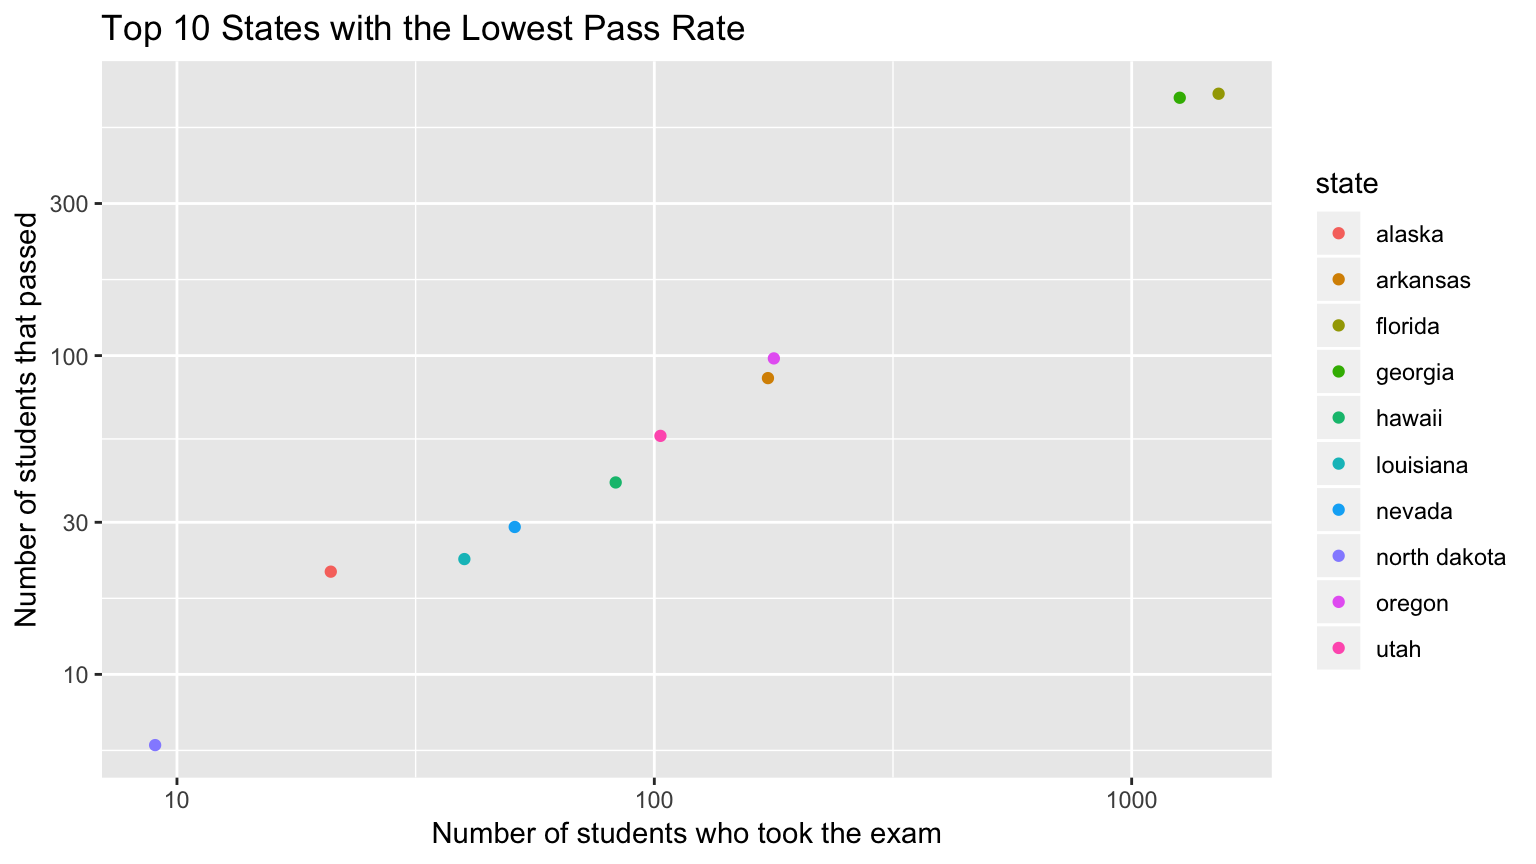 Top 10 States with the Lowest Pass Rate
Number of students that passed
300
100
30
10
10
100
1000
Number of students who took the exam
state
alaska
arkansas
florida
georgia
hawaii
louisiana
nevada
north dakota
oregon
utah